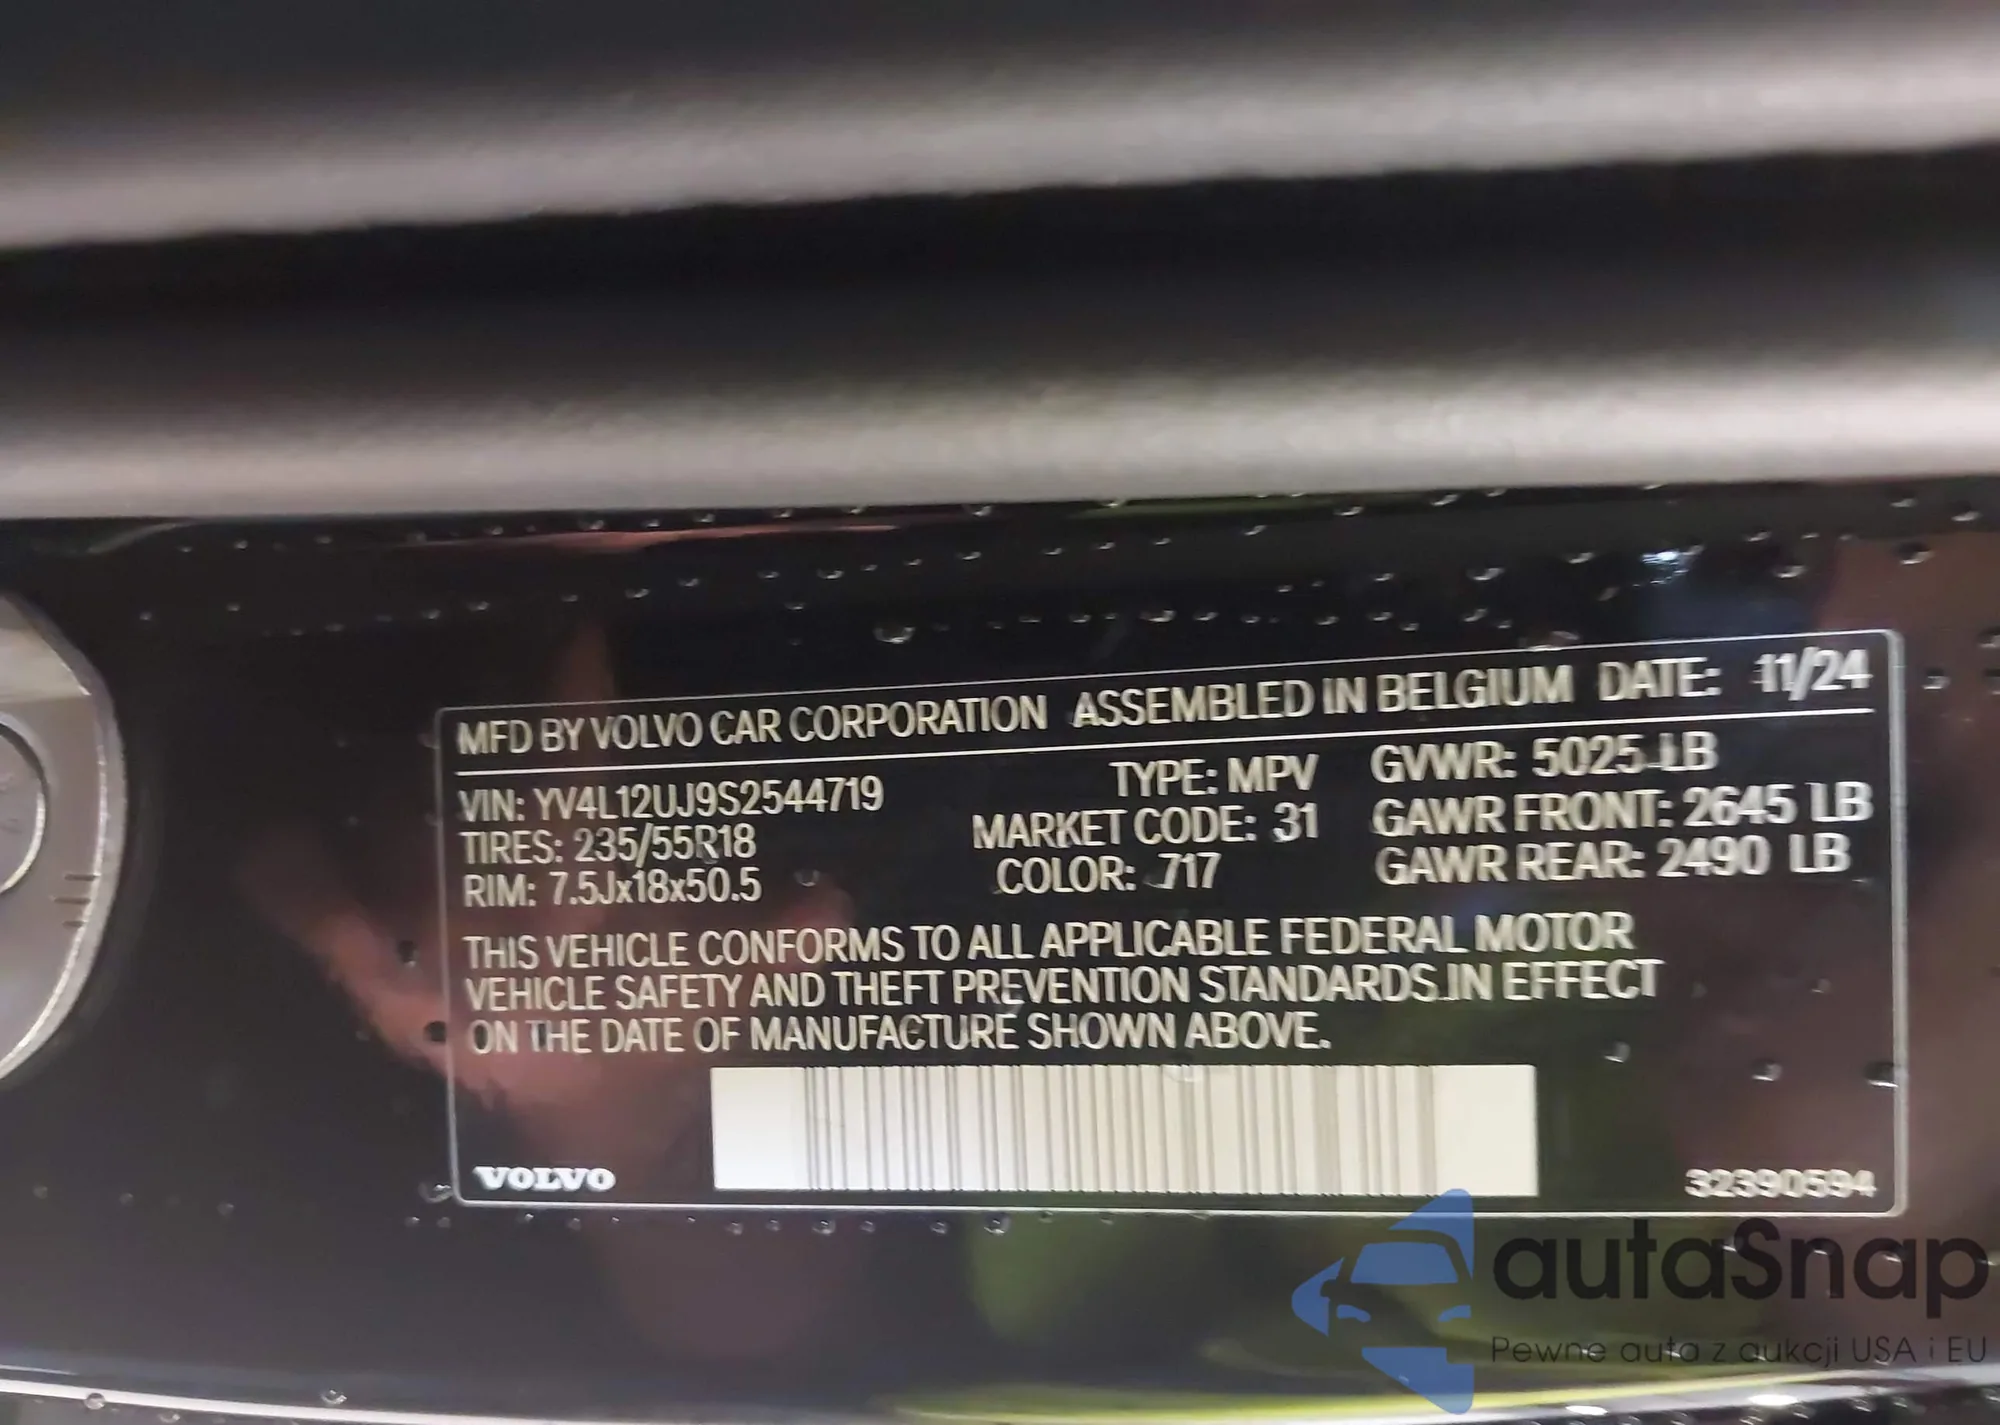 MFD BY VOLVO CAR CORPORATION ASSEMBLED IN BELGIUM DATE: 11/24
VIN: YV4L12UJ9S2544719 TYPE: MPV GVWR: 5025 LB
TIRES: 235/55R18 MARKET CODE: 31 GAWR FRONT: 2645 LB
RIM: 7.5Jx18x50.5 COLOR: 717 GAWR REAR: 2490 LB
THIS VEHICLE CONFORMS TO ALL APPLICABLE FEDERAL MOTOR
VEHICLE SAFETY AND THEFT PREVENTION STANDARDS IN EFFECT
ON THE DATE OF MANUFACTURE SHOWN ABOVE.
VOLVO 32390594
autaSnap
Pewne auta z aukcji USA i EU